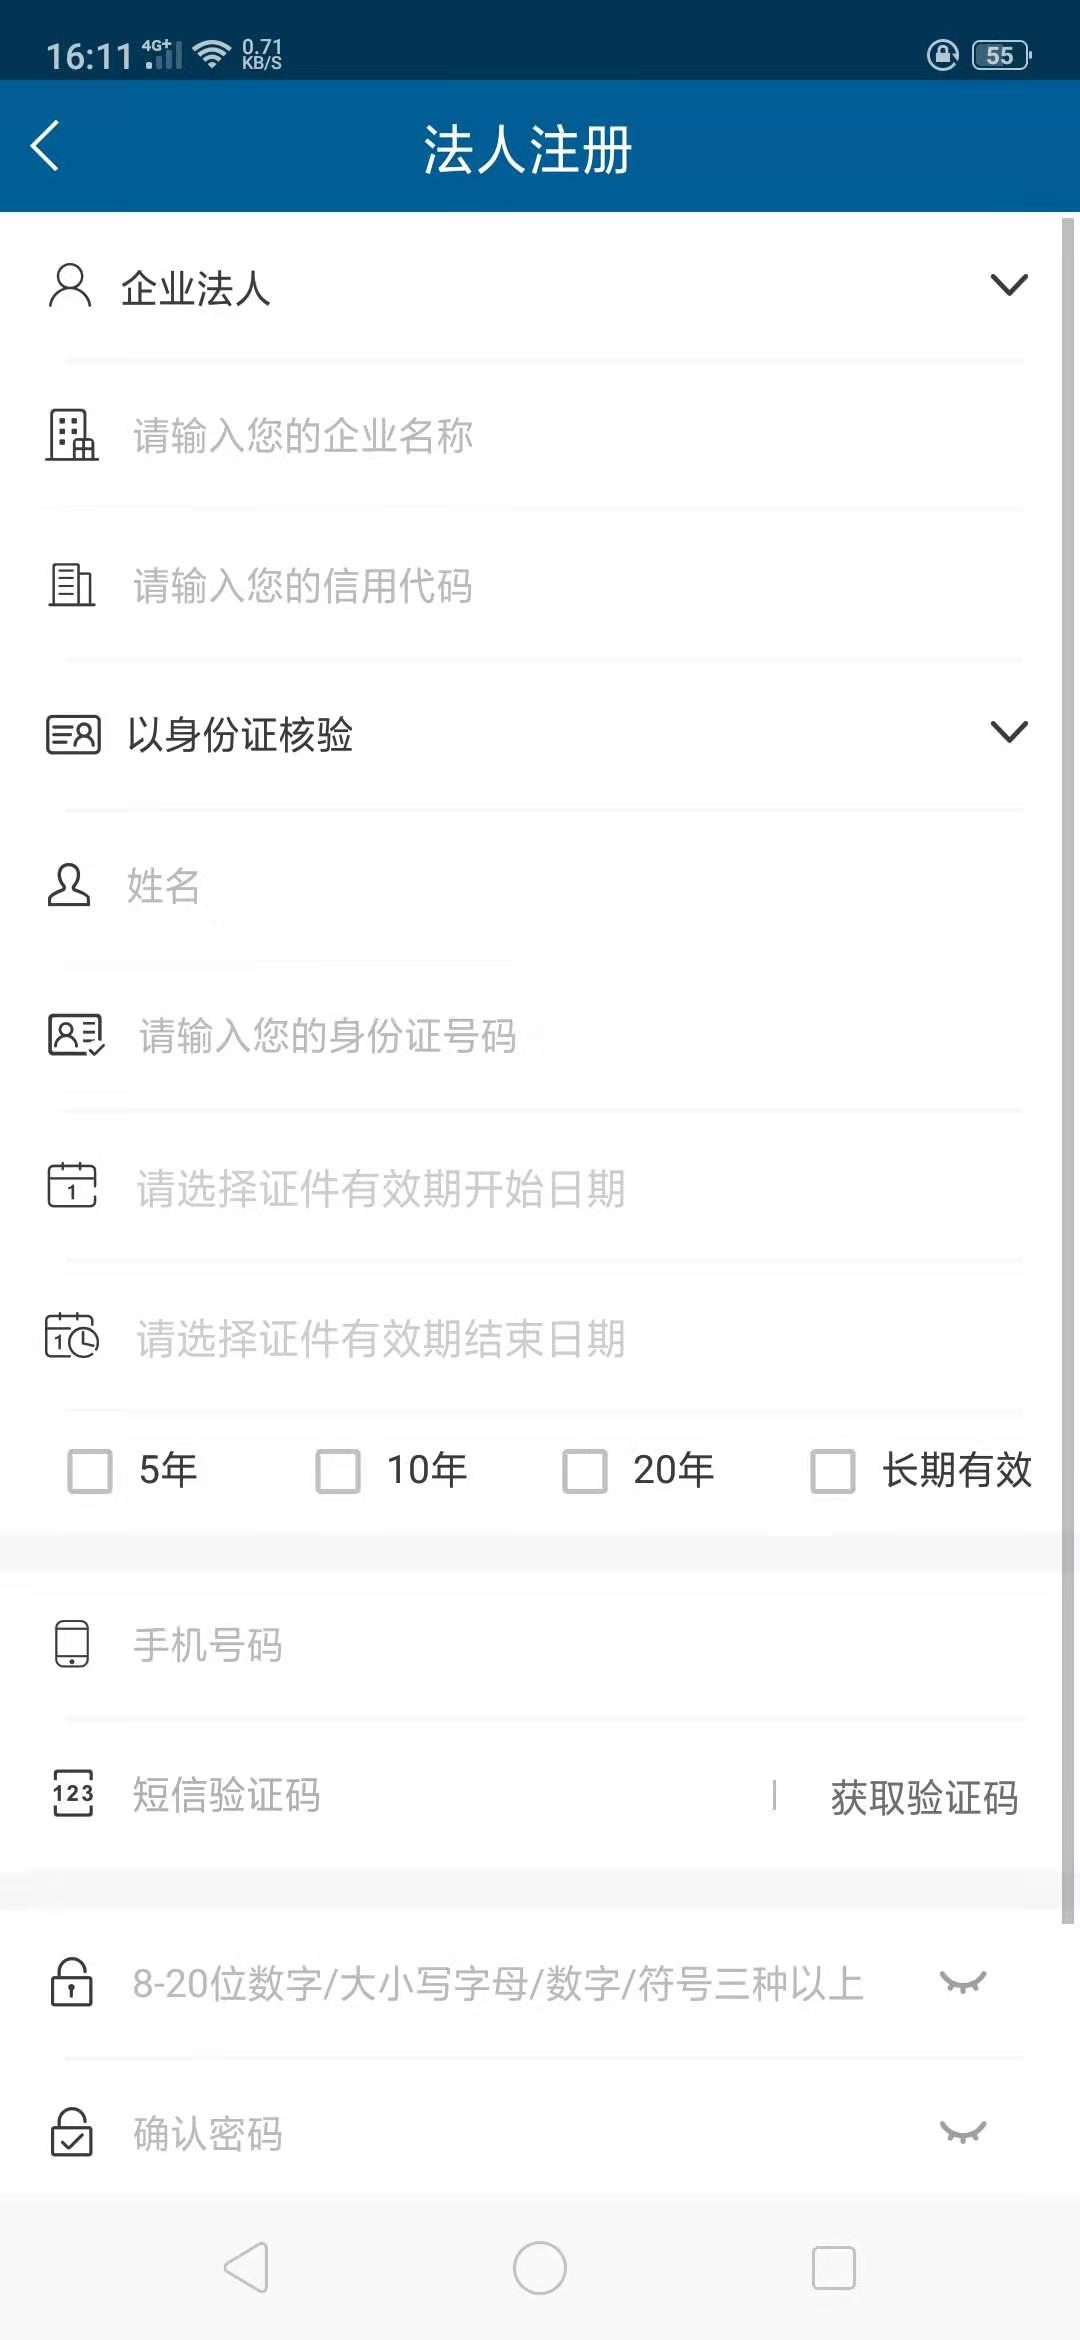 16:11 4G+ 0.71 KB/S 55
法人注册
企业法人
请输入您的企业名称
请输入您的信用代码
以身份证核验
姓名
请输入您的身份证号码
1 请选择证件有效期开始日期
1 请选择证件有效期结束日期
5年 10年 20年 长期有效
手机号码
123 短信验证码 获取验证码
8-20位数字/大小写字母/数字/符号三种以上
确认密码